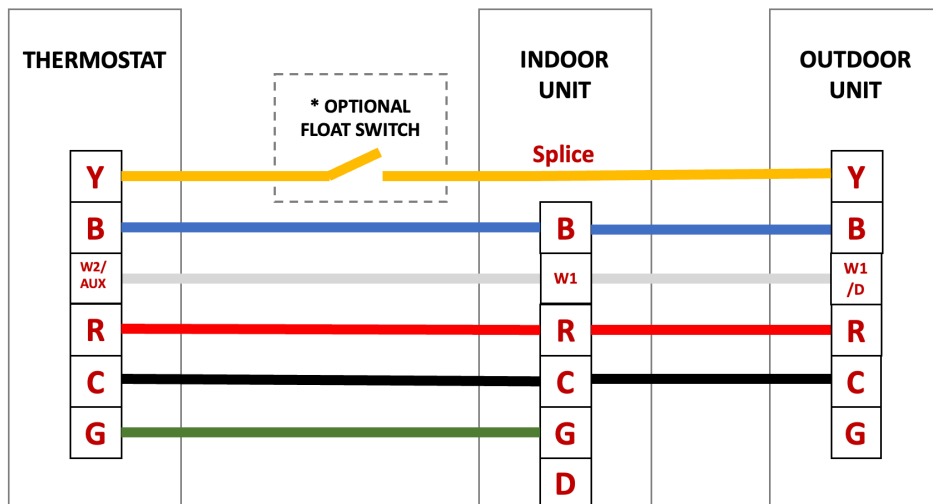 THERMOSTAT
INDOOR
UNIT
OUTDOOR
UNIT
* OPTIONAL
FLOAT SWITCH
Splice
Y
Y
B
B
B
W2/
AUX
W1
W1
/D
R
R
R
C
C
C
G
G
G
D